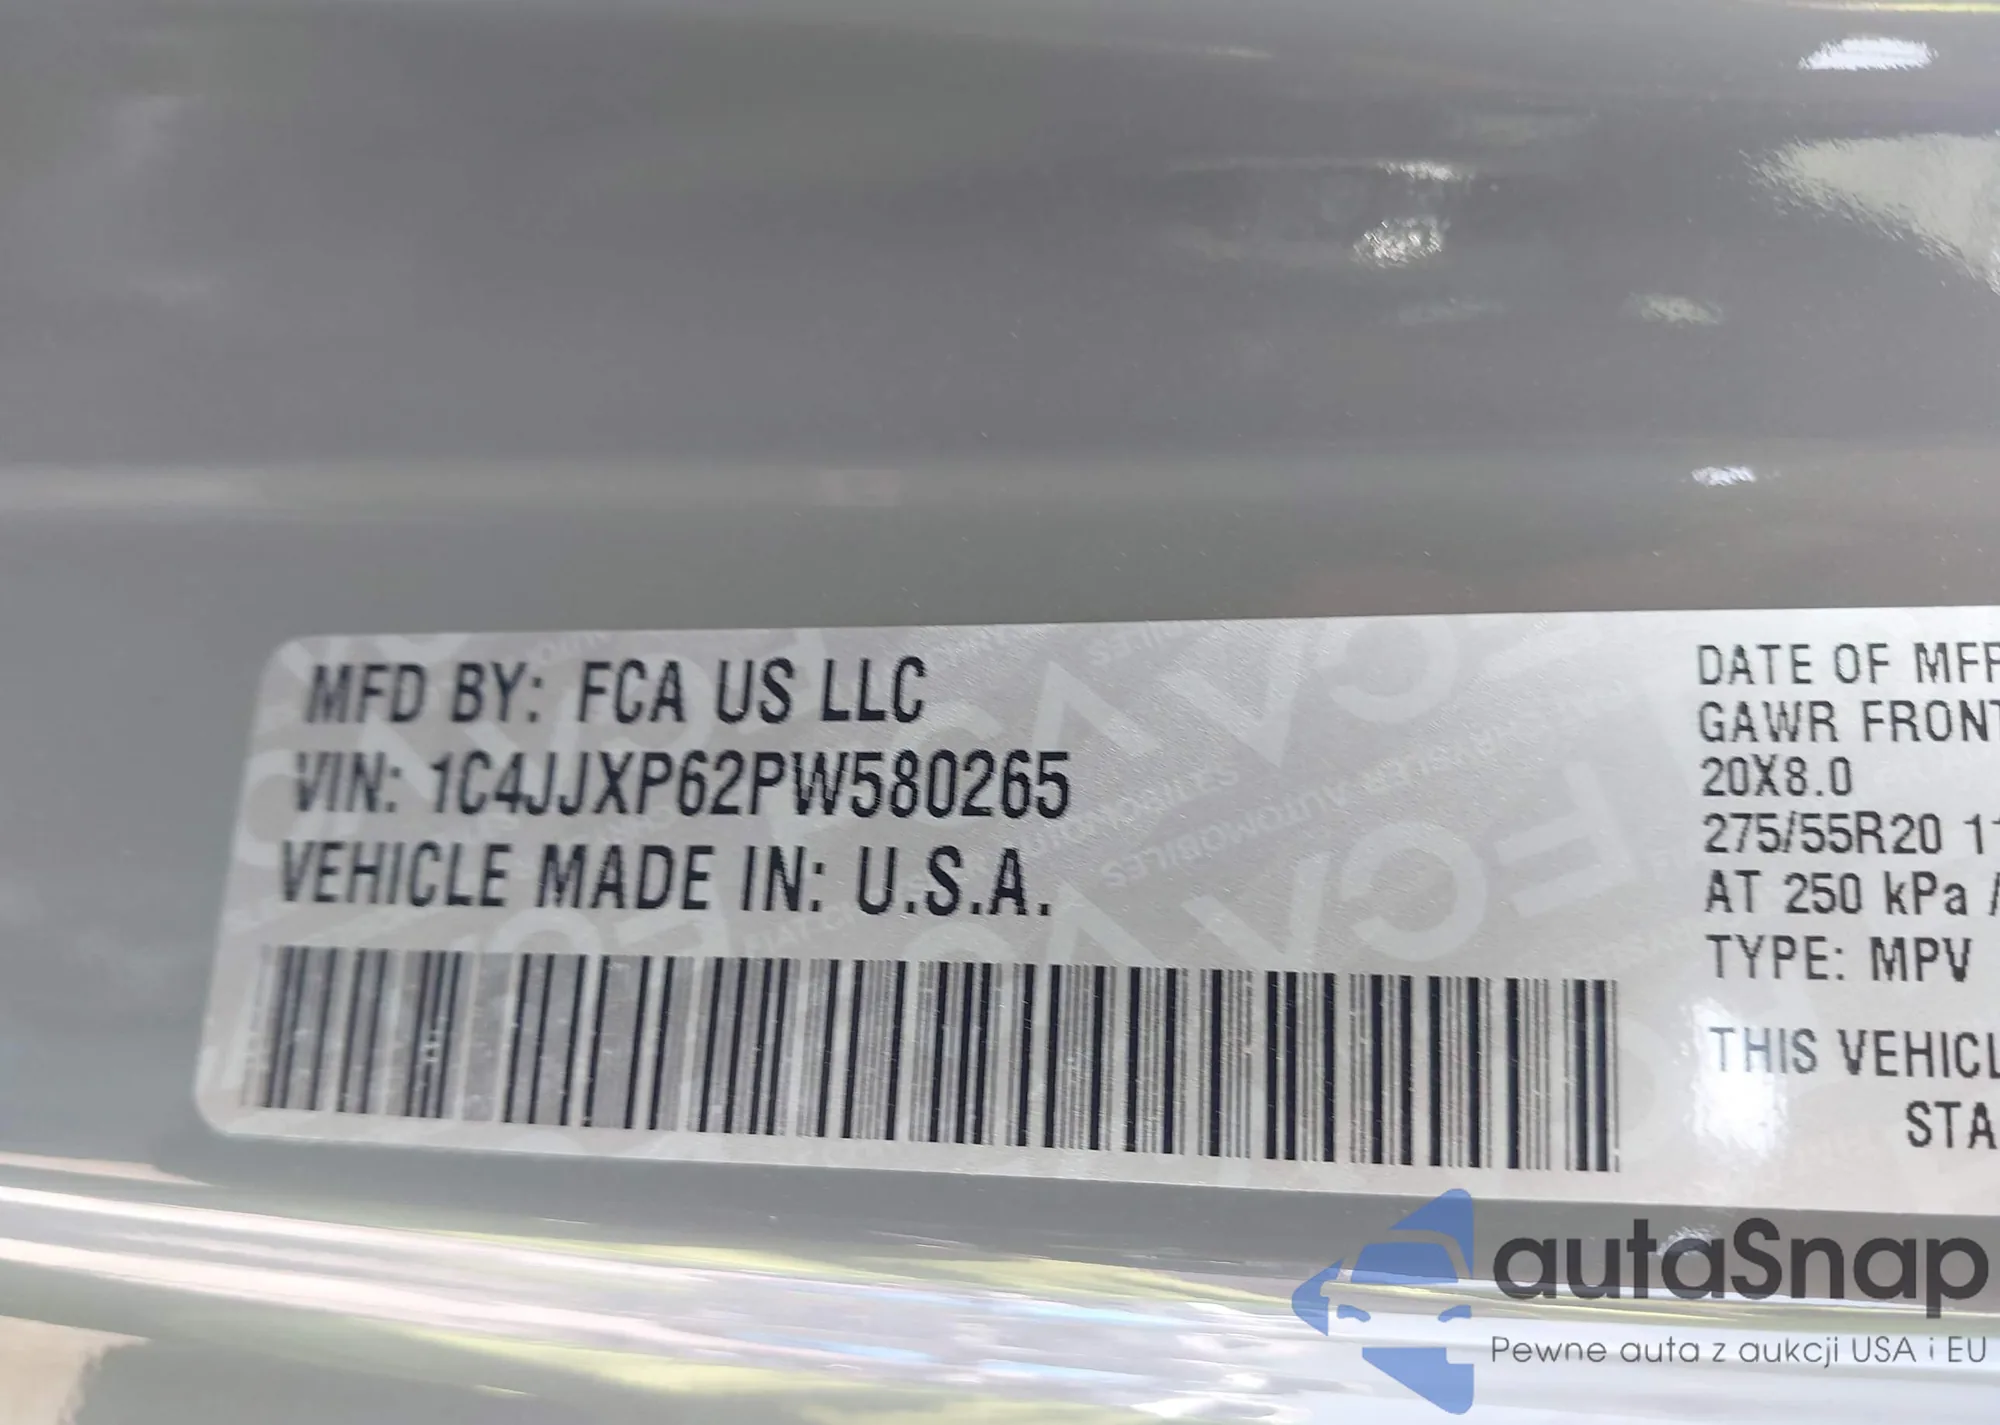 MFD BY: FCA US LLC
VIN: 1C4JJXP62PW580265
VEHICLE MADE IN: U.S.A.
DATE OF MFR
GAWR FRONT
20X8.0
275/55R20 11
AT 250 kPa /
TYPE: MPV
THIS VEHICL
STA
autaSnap
Pewne auta z aukcji USA i EU